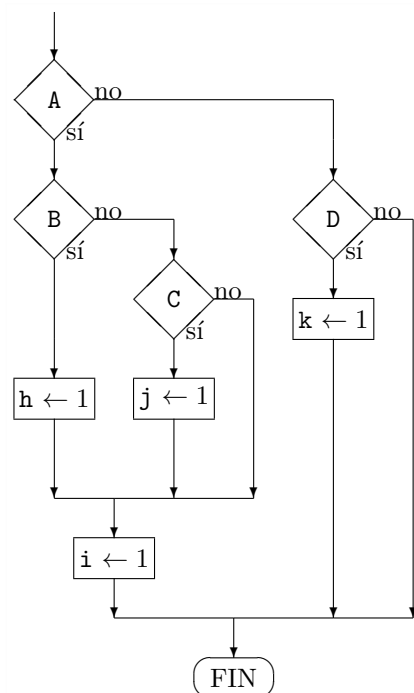 A no
sí
B no D no
sí sí
C no
sí k ← 1
h ← 1 j ← 1
i ← 1
FIN